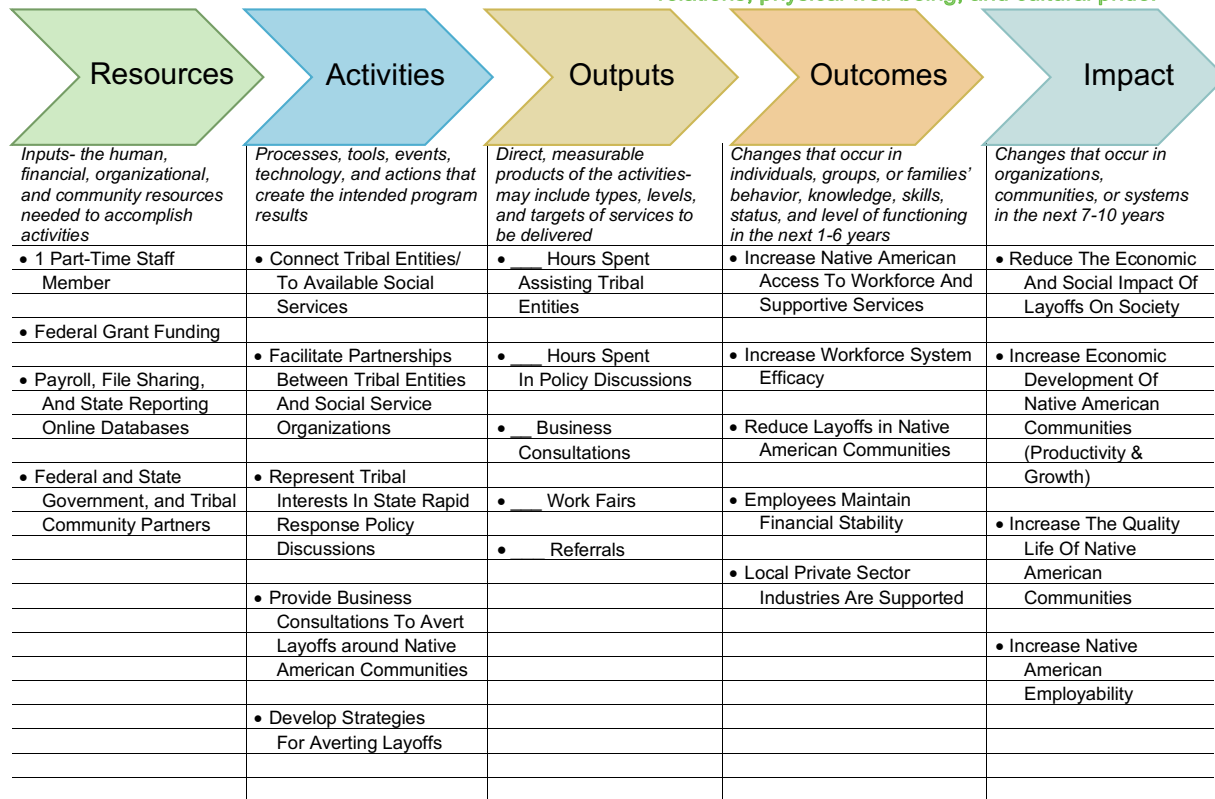 relations, physical well-being, and cultural pride.
Resources
Inputs- the human,
financial, organizational,
and community resources
needed to accomplish
activities
• 1 Part-Time Staff
Member
• Federal Grant Funding
• Payroll, File Sharing,
And State Reporting
Online Databases
• Federal and State
Government, and Tribal
Community Partners
Activities
Processes, tools, events,
technology, and actions that
create the intended program
results
• Connect Tribal Entities/
To Available Social
Services
• Facilitate Partnerships
Between Tribal Entities
And Social Service
Organizations
• Represent Tribal
Interests In State Rapid
Response Policy
Discussions
• Provide Business
Consultations To Avert
Layoffs around Native
American Communities
• Develop Strategies
For Averting Layoffs
Outputs
Direct, measurable
products of the activities-
may include types, levels,
and targets of services to
be delivered
• ___ Hours Spent
Assisting Tribal
Entities
• ___ Hours Spent
In Policy Discussions
• __ Business
Consultations
• ___ Work Fairs
• ___ Referrals
Outcomes
Changes that occur in
individuals, groups, or families'
behavior, knowledge, skills,
status, and level of functioning
in the next 1-6 years
• Increase Native American
Access To Workforce And
Supportive Services
• Increase Workforce System
Efficacy
• Reduce Layoffs in Native
American Communities
• Employees Maintain
Financial Stability
• Local Private Sector
Industries Are Supported
Impact
Changes that occur in
organizations,
communities, or systems
in the next 7-10 years
• Reduce The Economic
And Social Impact Of
Layoffs On Society
• Increase Economic
Development Of
Native American
Communities
(Productivity &
Growth)
• Increase The Quality
Life Of Native
American
Communities
• Increase Native
American
Employability